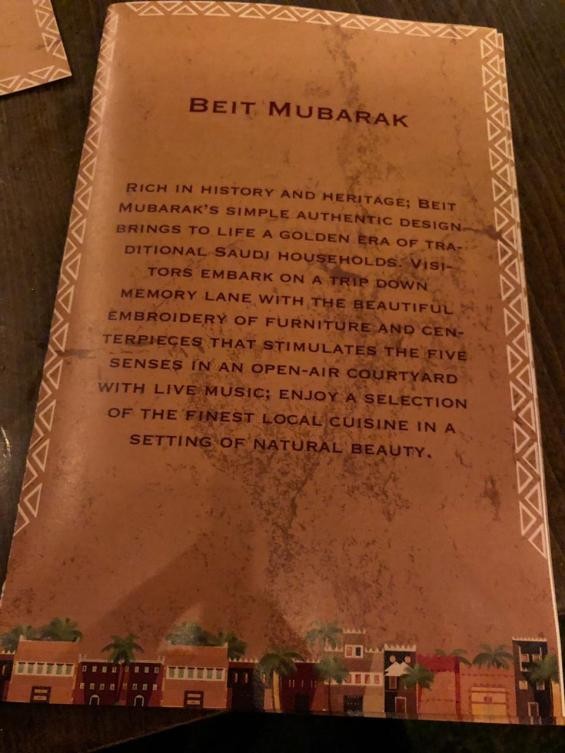 BEIT MUBARAK
RICH IN HISTORY AND HERITAGE; BEIT
MUBARAK'S SIMPLE AUTHENTIC DESIGN
BRINGS TO LIFE A GOLDEN ERA OF TRA-
DITIONAL SAUDI HOUSEHOLDS. VISI-
TORS EMBARK ON A TRIP DOWN
MEMORY LANE WITH THE BEAUTIFUL
EMBROIDERY OF FURNITURE AND CEN-
TERPIECES THAT STIMULATES THE FIVE
SENSES IN AN OPEN-AIR COURTYARD
WITH LIVE MUSIC; ENJOY A SELECTION
OF THE FINEST LOCAL CUISINE IN A
SETTING OF NATURAL BEAUTY.